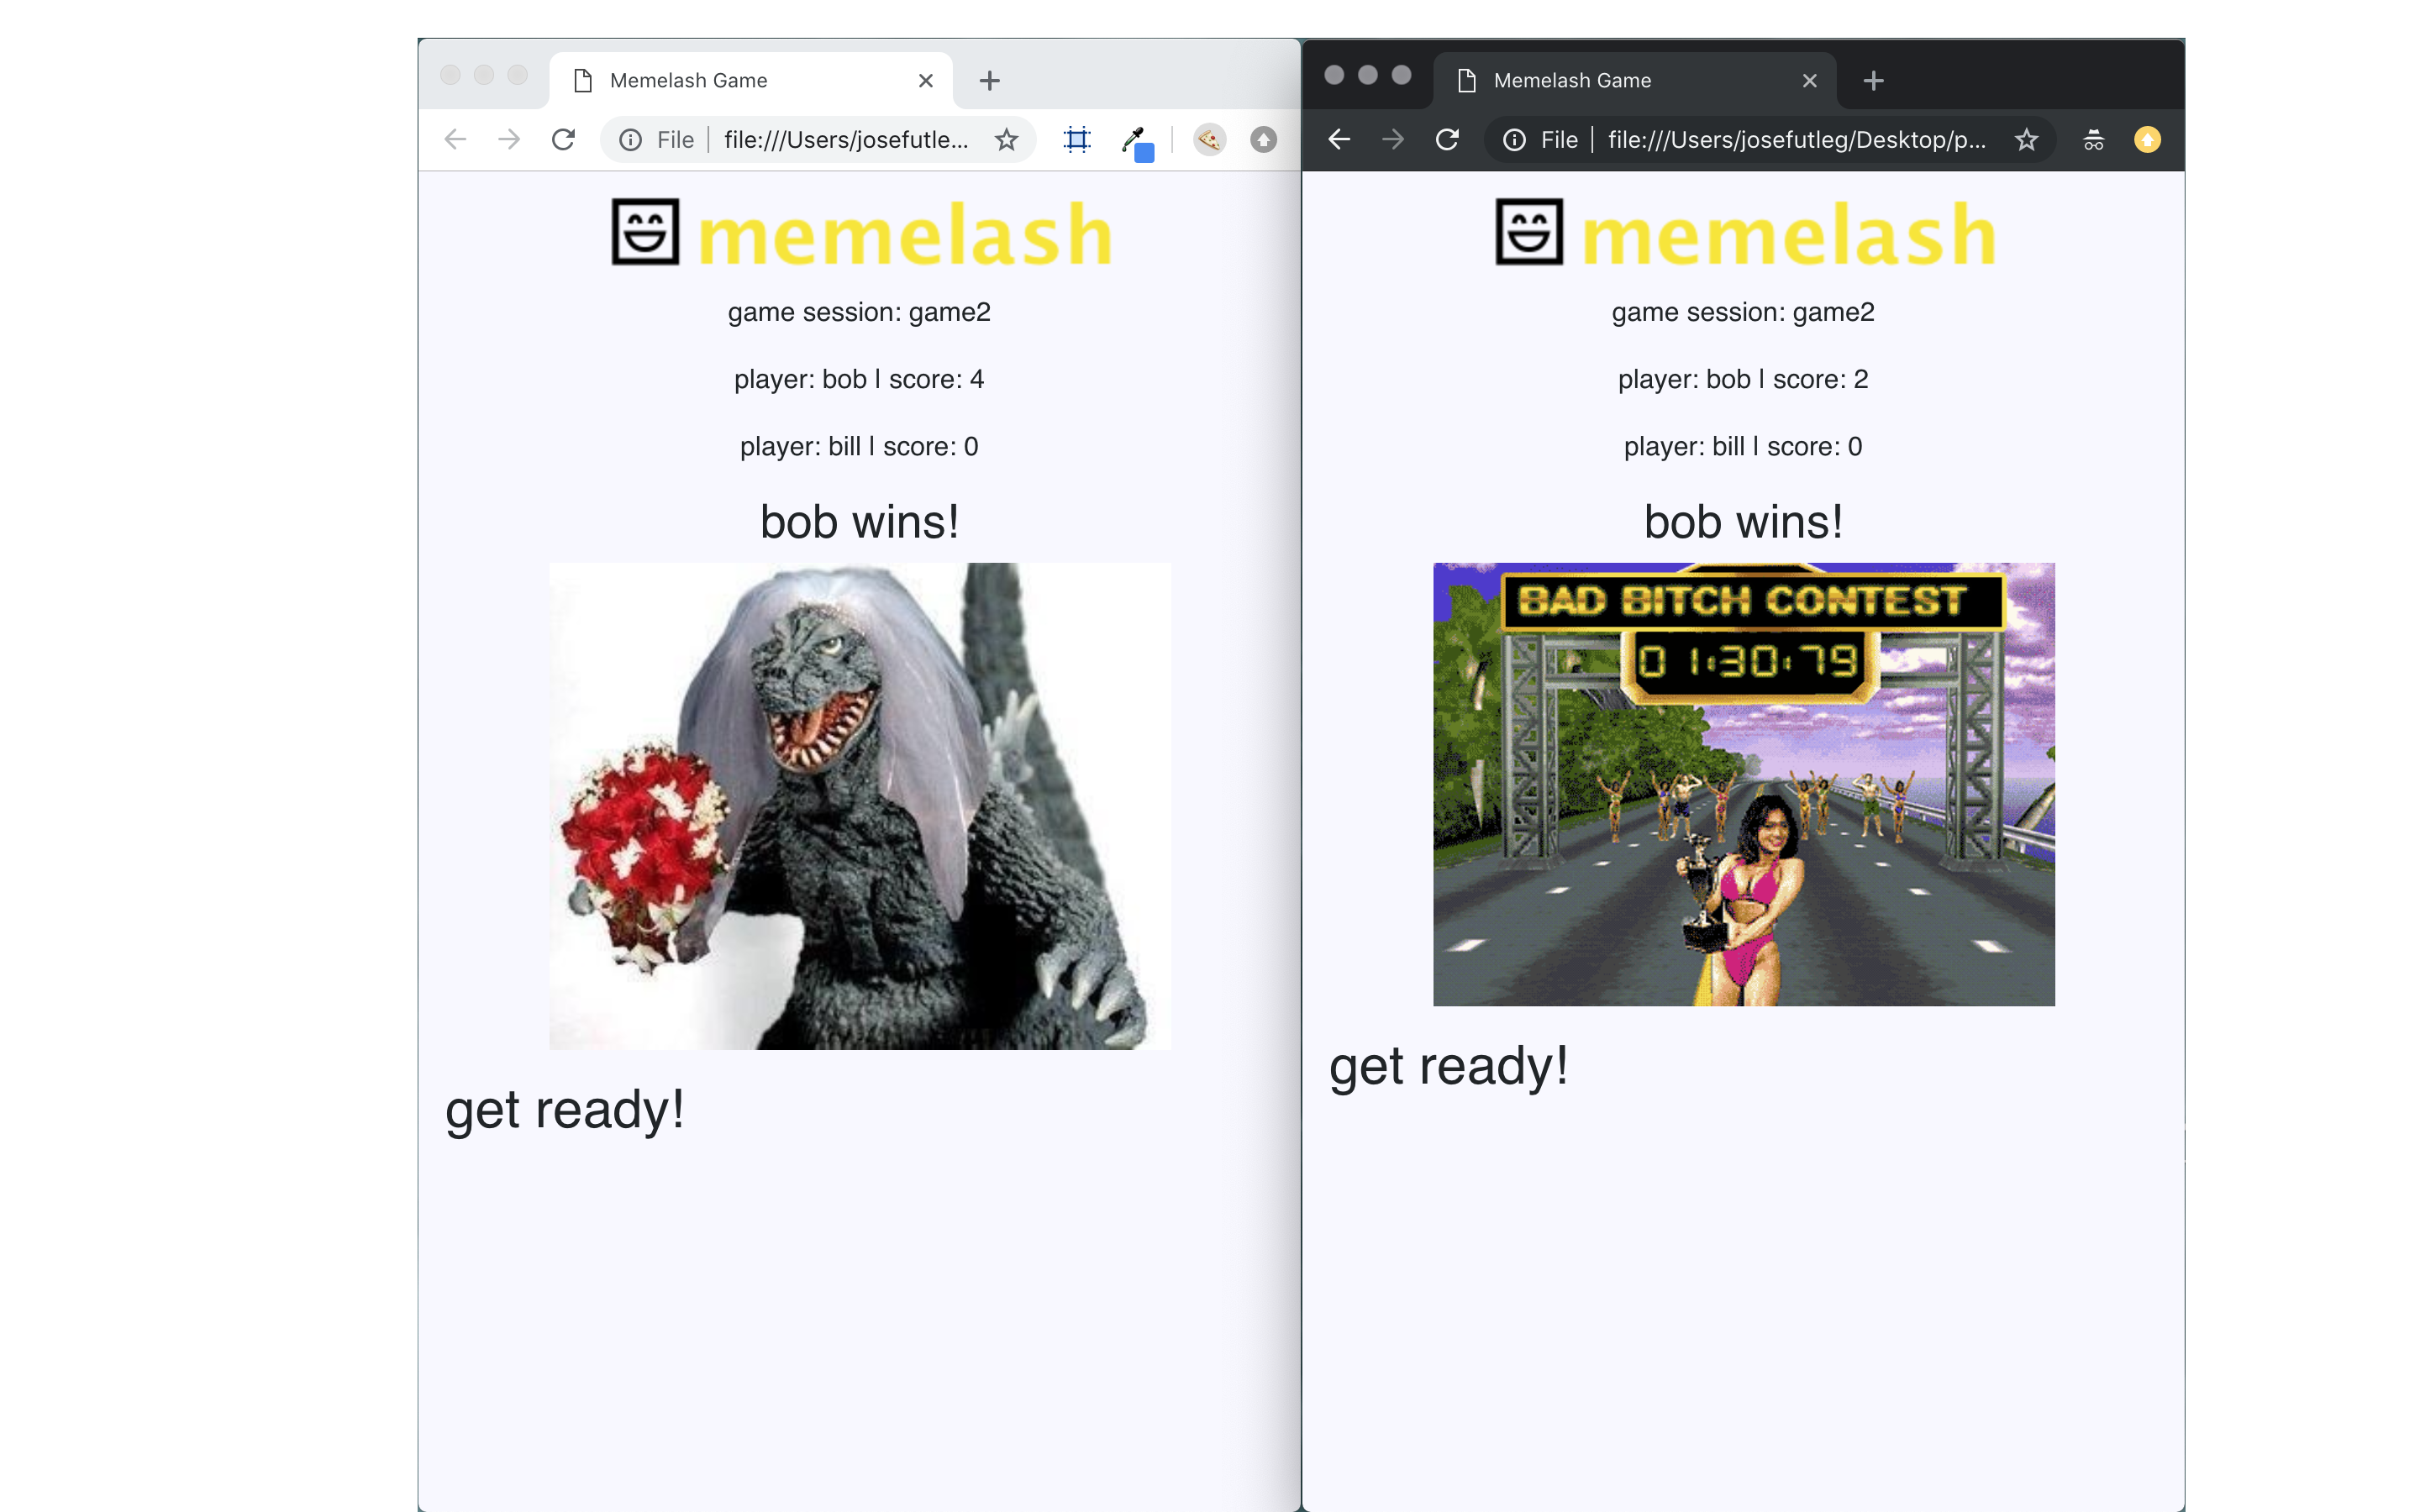 Memelash Game
File file:///Users/josefutle...
memelash
game session: game2
player: bob | score: 4
player: bill | score: 0
bob wins!
get ready!
Memelash Game
File file:///Users/josefutleg/Desktop/p...
memelash
game session: game2
player: bob | score: 2
player: bill | score: 0
bob wins!
BAD BITCH CONTEST
01:30:79
get ready!